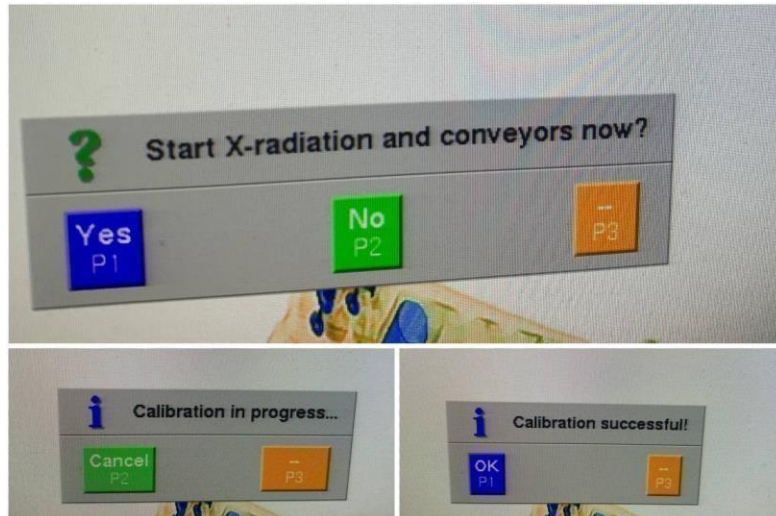 Start X-radiation and conveyors now?
Yes
P1
No
P2
--
P3
Calibration in progress...
Cancel
P2
--
P3
Calibration successful!
OK
P1
--
P3